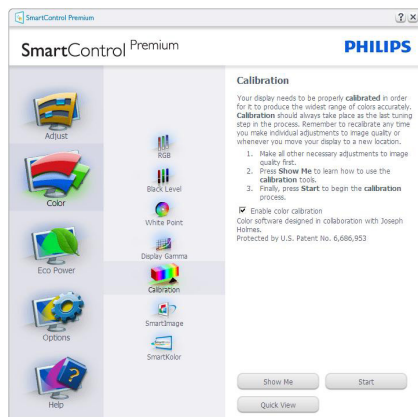 SmartControl Premium
SmartControl Premium
PHILIPS
Adjust
Color
Eco Power
Options
Help
RGB
Black Level
White Point
Display Gamma
Calibration
SmartImage
SmartKolor
Calibration
Your display needs to be properly calibrated in order
for it to produce the widest range of colors accurately.
Calibration should always take place as the last tuning
step in the process. Remember to recalibrate any time
you make individual adjustments to image quality or
whenever you move your display to a new location.
1. Make all other necessary adjustments to image
quality first.
2. Press Show Me to learn how to use the
calibration tools.
3. Finally, press Start to begin the calibration
process.
Enable color calibration
Color software designed in collaboration with Joseph
Holmes.
Protected by U.S. Patent No. 6,686,953
Show Me
Start
Quick View